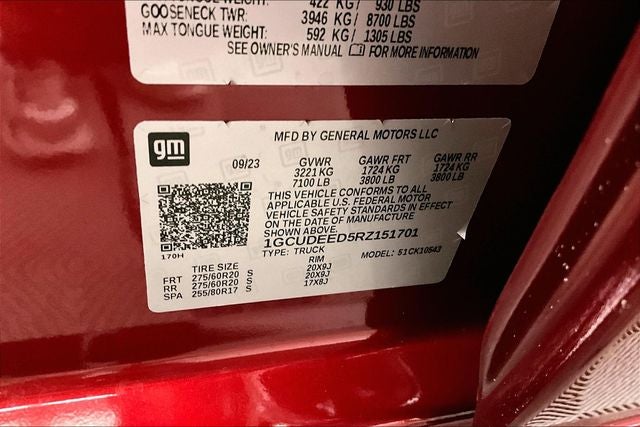 422 KG/ 930 LBS
GOOSENECK TWR: 3946 KG/ 8700 LBS
MAX TONGUE WEIGHT: 592 KG/ 1305 LBS
SEE OWNER'S MANUAL FOR MORE INFORMATION
gm
MFD BY GENERAL MOTORS LLC
09/23 GVWR GAWR FRT GAWR RR
3221 KG 1724 KG 1724 KG
7100 LB 3800 LB 3800 LB
THIS VEHICLE CONFORMS TO ALL
APPLICABLE U.S. FEDERAL MOTOR
VEHICLE SAFETY STANDARDS IN EFFECT
ON THE DATE OF MANUFACTURE
SHOWN ABOVE.
1GCUDEED5RZ151701
170H
TYPE: TRUCK MODEL: 51CK10543
TIRE SIZE RIM
FRT 275/60R20 S 20X9J
RR 275/60R20 S 20X9J
SPA 255/80R17 S 17X8J